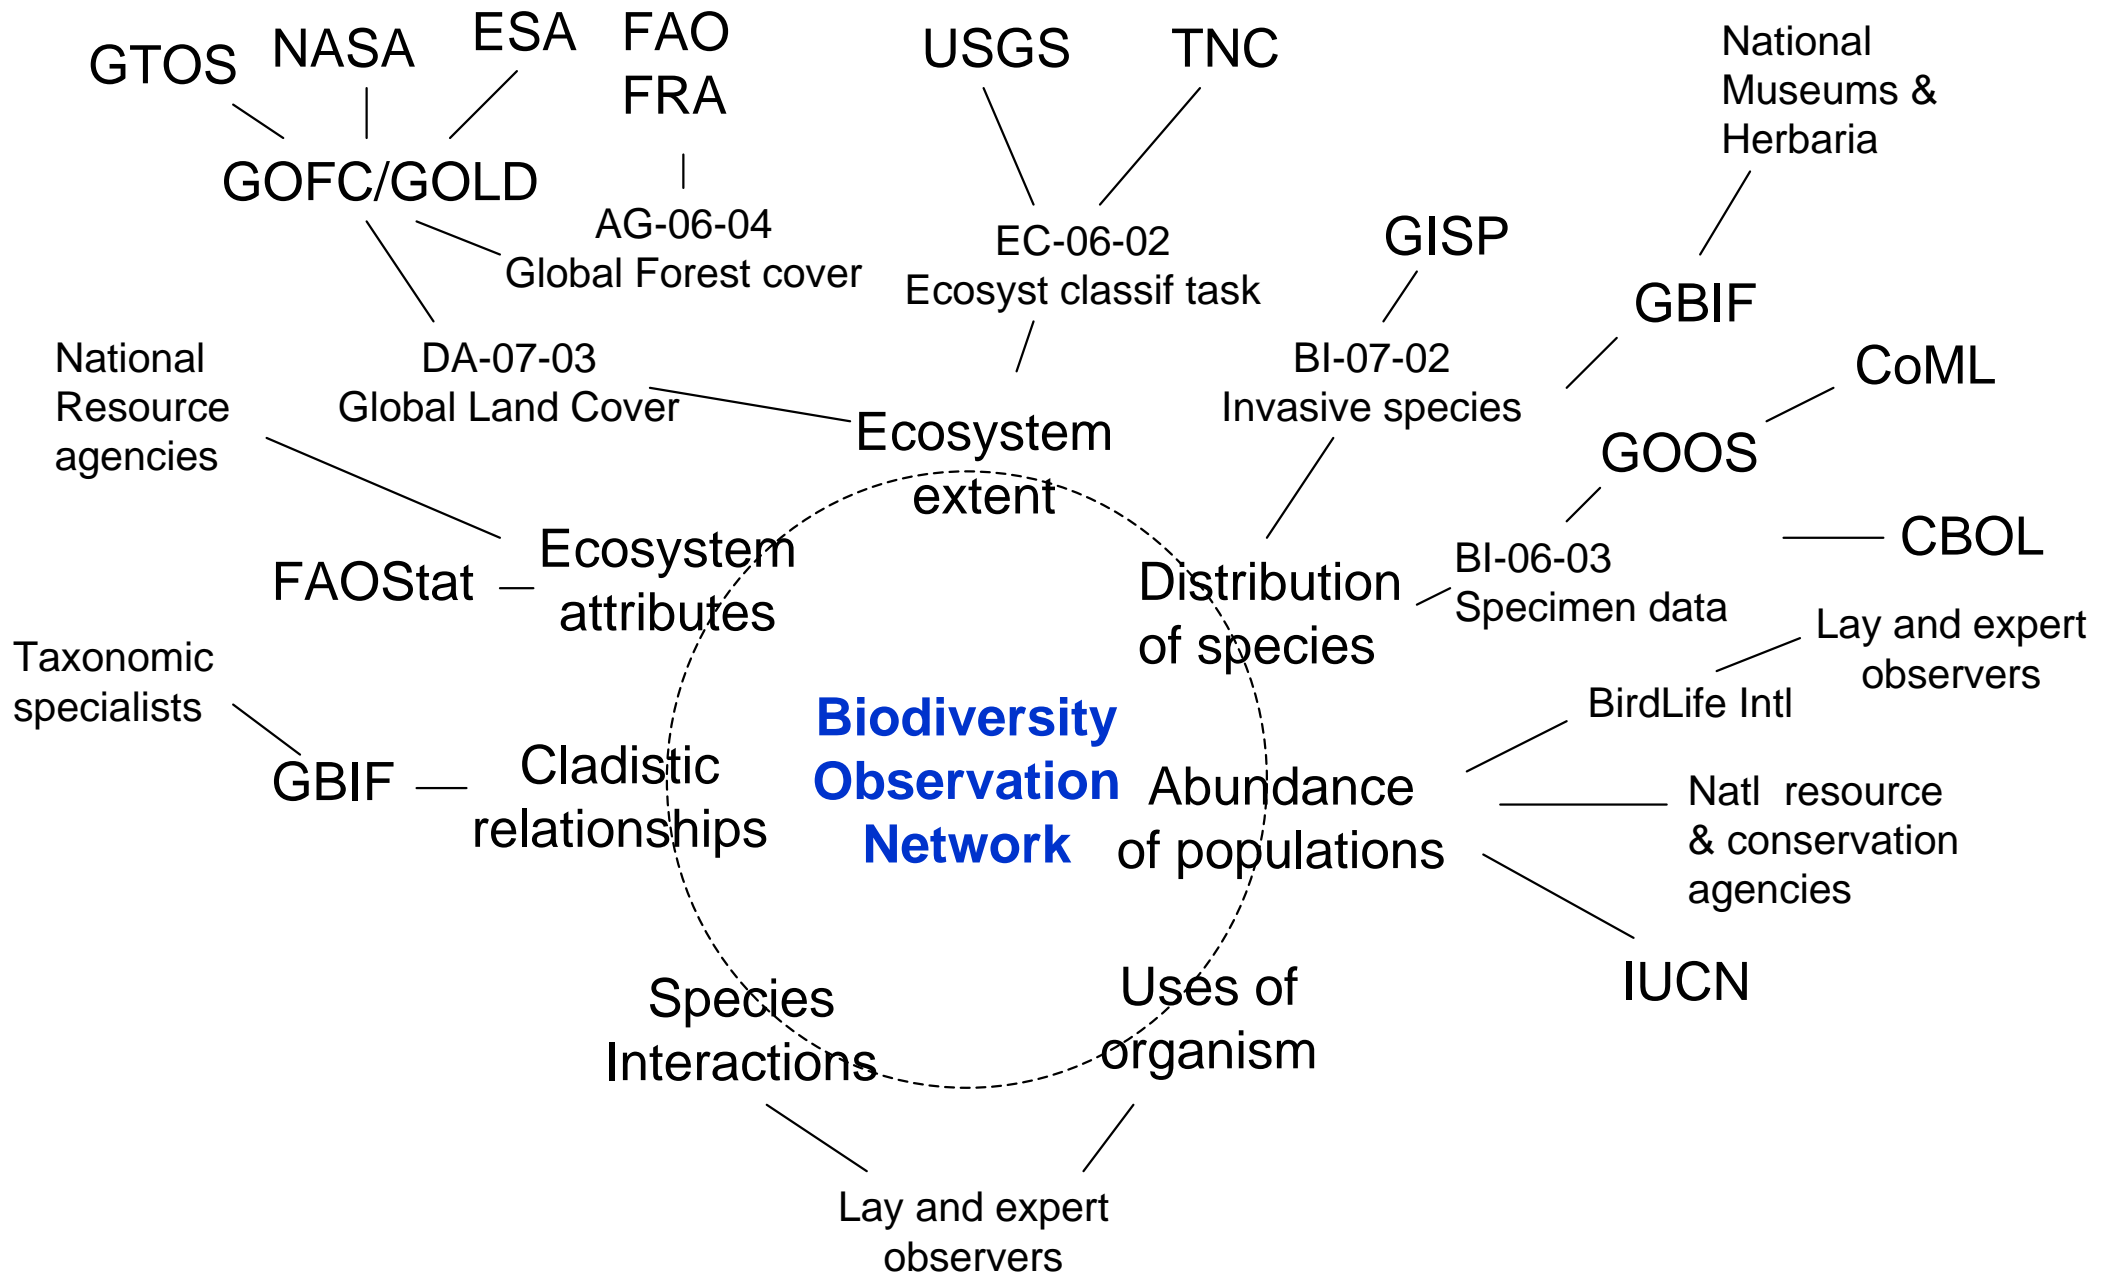 GTOS
NASA
ESA
FAO
FRA
USGS
TNC
National
Museums &
Herbaria
GOFC/GOLD
AG-06-04
Global Forest cover
EC-06-02
Ecosyst classif task
GISP
GBIF
National
Resource
agencies
DA-07-03
Global Land Cover
BI-07-02
Invasive species
CoML
Ecosystem
extent
GOOS
FAOStat
Ecosystem
attributes
Distribution
of species
BI-06-03
Specimen data
CBOL
Taxonomic
specialists
Lay and expert
observers
BirdLife Intl
GBIF
Cladistic
relationships
Biodiversity
Observation
Network
Abundance
of populations
Natl  resource
& conservation
agencies
IUCN
Species
Interactions
Uses of
organism
Lay and expert
observers